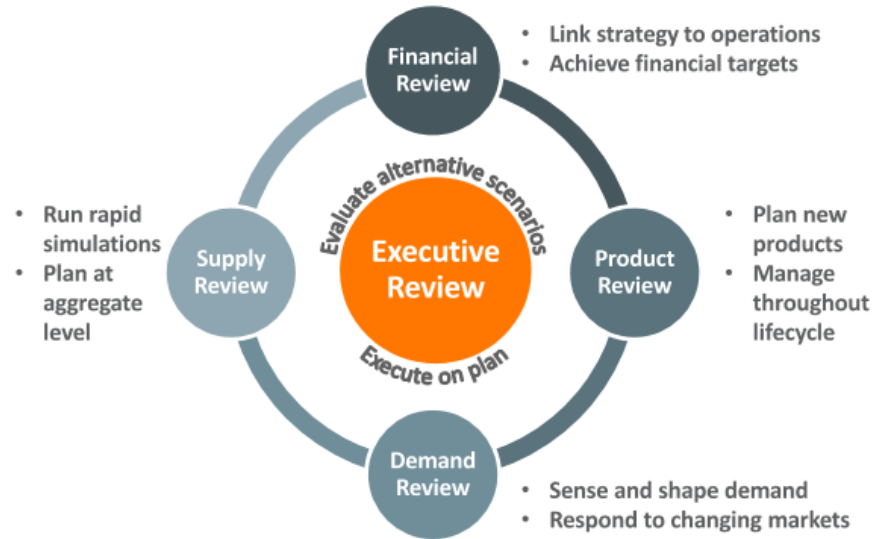 Financial
Review
• Link strategy to operations
• Achieve financial targets
Evaluate alternative scenarios
• Run rapid
simulations
• Plan at
aggregate
level
Supply
Review
Executive
Review
Product
Review
• Plan new
products
• Manage
throughout
lifecycle
Execute on plan
Demand
Review
• Sense and shape demand
• Respond to changing markets